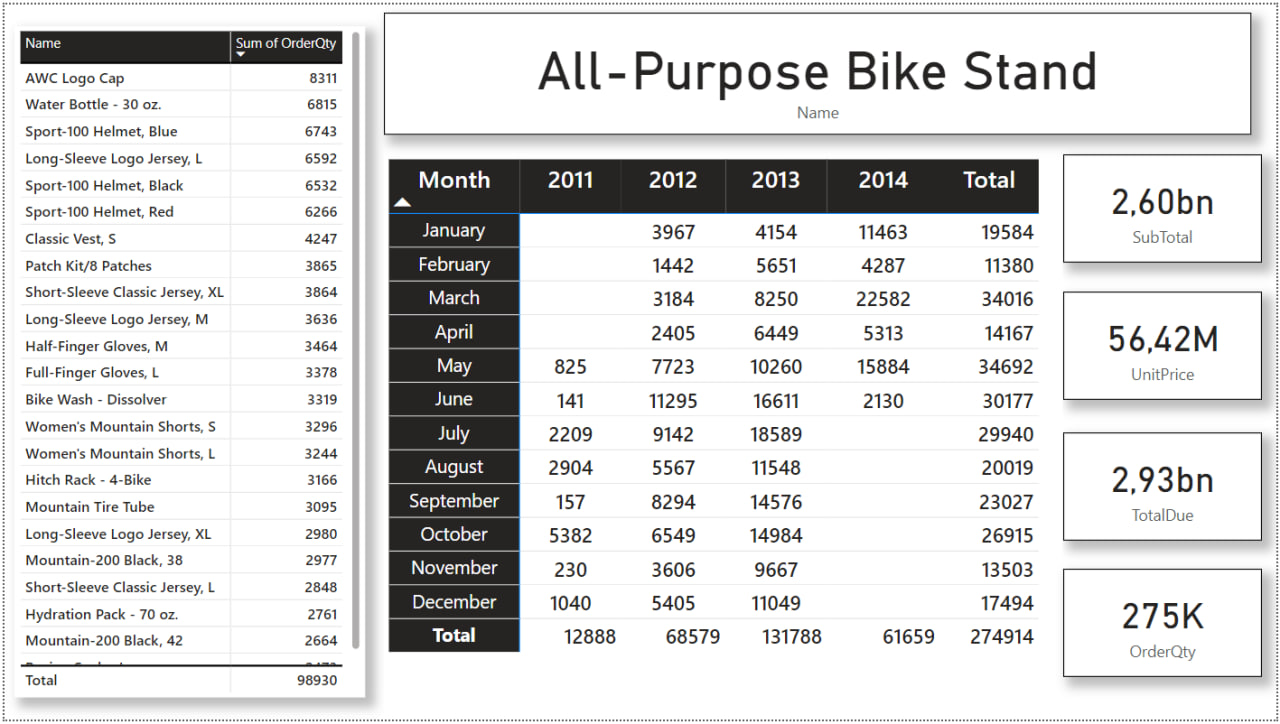 Name Sum of OrderQty
AWC Logo Cap 8311
Water Bottle - 30 oz. 6815
Sport-100 Helmet, Blue 6743
Long-Sleeve Logo Jersey, L 6592
Sport-100 Helmet, Black 6532
Sport-100 Helmet, Red 6266
Classic Vest, S 4247
Patch Kit/8 Patches 3865
Short-Sleeve Classic Jersey, XL 3864
Long-Sleeve Logo Jersey, M 3636
Half-Finger Gloves, M 3464
Full-Finger Gloves, L 3378
Bike Wash - Dissolver 3319
Women's Mountain Shorts, S 3296
Women's Mountain Shorts, L 3244
Hitch Rack - 4-Bike 3166
Mountain Tire Tube 3095
Long-Sleeve Logo Jersey, XL 2980
Mountain-200 Black, 38 2977
Short-Sleeve Classic Jersey, L 2848
Hydration Pack - 70 oz. 2761
Mountain-200 Black, 42 2664
Total 98930
All-Purpose Bike Stand
Name
Month 2011 2012 2013 2014 Total
January 3967 4154 11463 19584
February 1442 5651 4287 11380
March 3184 8250 22582 34016
April 2405 6449 5313 14167
May 825 7723 10260 15884 34692
June 141 11295 16611 2130 30177
July 2209 9142 18589 29940
August 2904 5567 11548 20019
September 157 8294 14576 23027
October 5382 6549 14984 26915
November 230 3606 9667 13503
December 1040 5405 11049 17494
Total 12888 68579 131788 61659 274914
2,60bn
SubTotal
56,42M
UnitPrice
2,93bn
TotalDue
275K
OrderQty